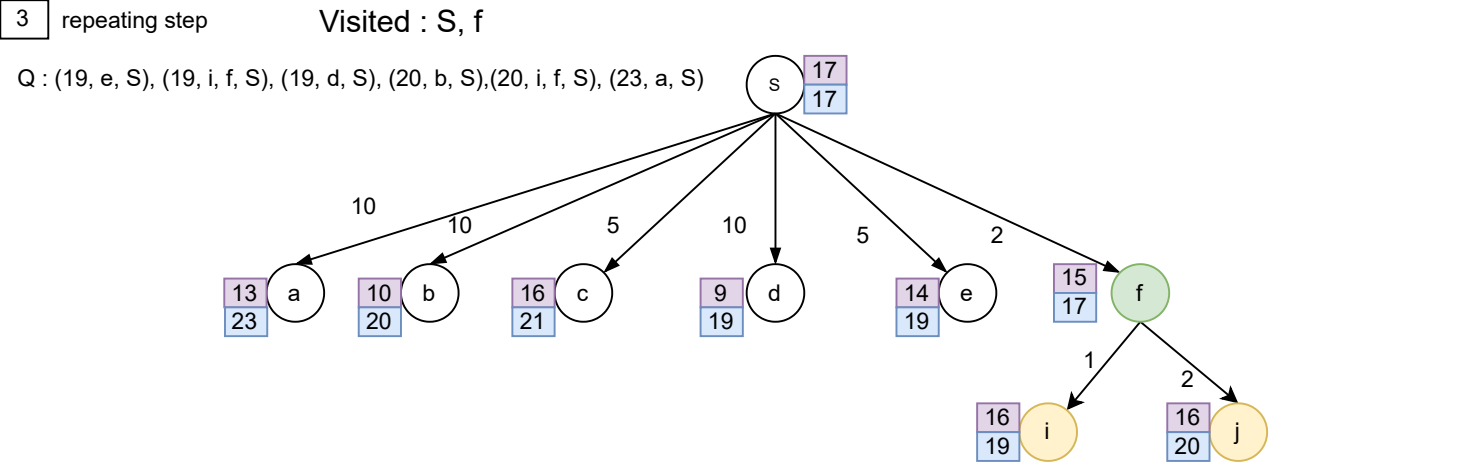 3 repeating step Visited : S, f
Q : (19, e, S), (19, i, f, S), (19, d, S), (20, b, S),(20, i, f, S), (23, a, S)
s
17
17
10
10
5
10
5
2
13
23
a
10
20
b
16
21
c
9
19
d
14
19
e
15
17
f
1
2
16
19
i
16
20
j